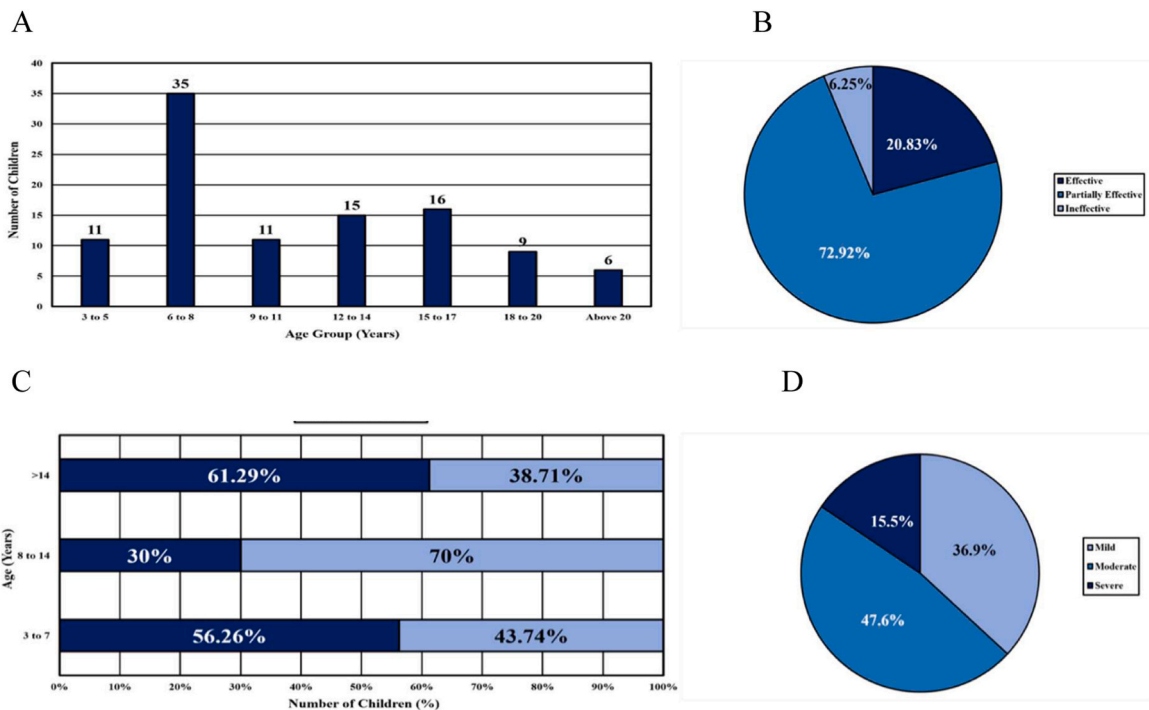 A
B
40
35
30
25
20
15
10
5
0
Number of Children
11
35
11
15
16
9
6
3 to 5
6 to 8
9 to 11
12 to 14
15 to 17
18 to 20
Above 20
Age Group (Years)
6.25%
20.83%
72.92%
Effective
Partially Effective
Ineffective
C
D
Age (Years)
>14
61.29%
38.71%
8 to 14
30%
70%
3 to 7
56.26%
43.74%
0%
10%
20%
30%
40%
50%
60%
70%
80%
90%
100%
Number of Children (%)
15.5%
36.9%
47.6%
Mild
Moderate
Severe